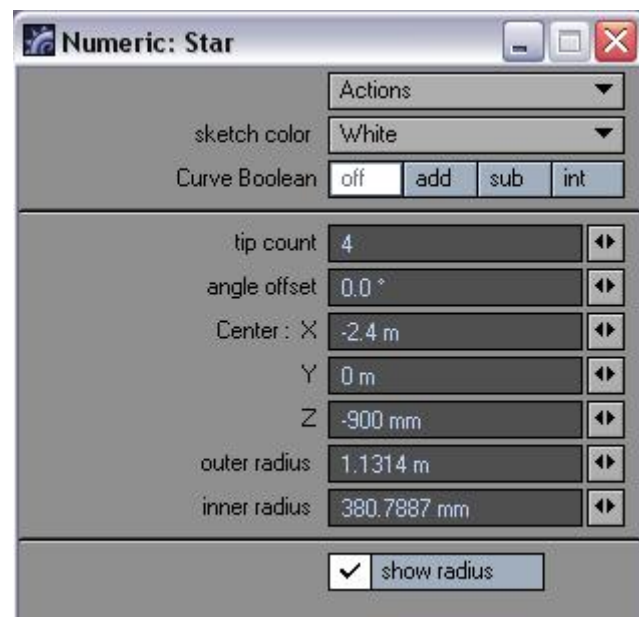 Numeric: Star
Actions
sketch color White
Curve Boolean off add sub int
tip count 4
angle offset 0.0 °
Center : X -2.4 m
Y 0 m
Z -900 mm
outer radius 1.1314 m
inner radius 380.7887 mm
show radius